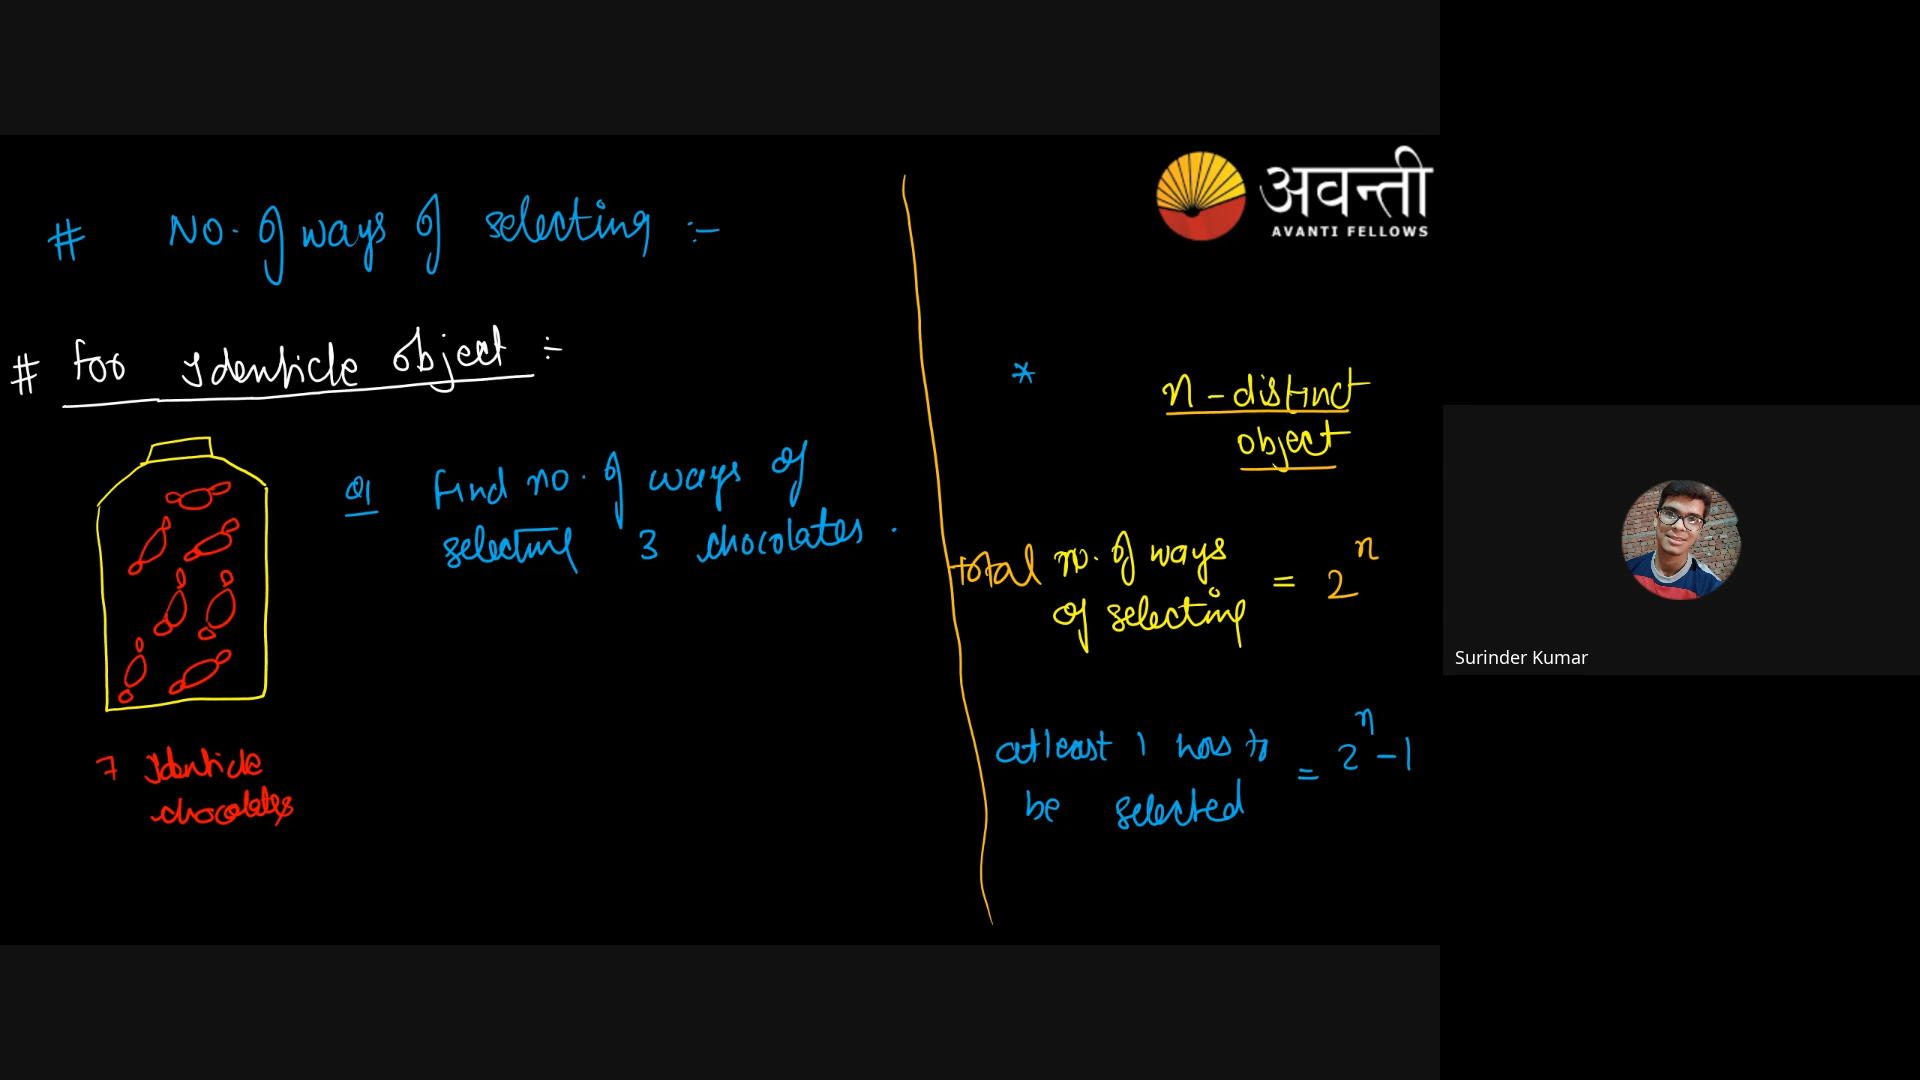 # No. of ways of selecting :-
# for Identicle object :-
Q1 Find no. of ways of
selecting 3 chocolates.
7 Identicle
chocolates
अवन्ती
AVANTI FELLOWS
* n - distinct
object
total no. of ways
of selecting = 2^n
atleast 1 has to
be selected = 2^n - 1
Surinder Kumar